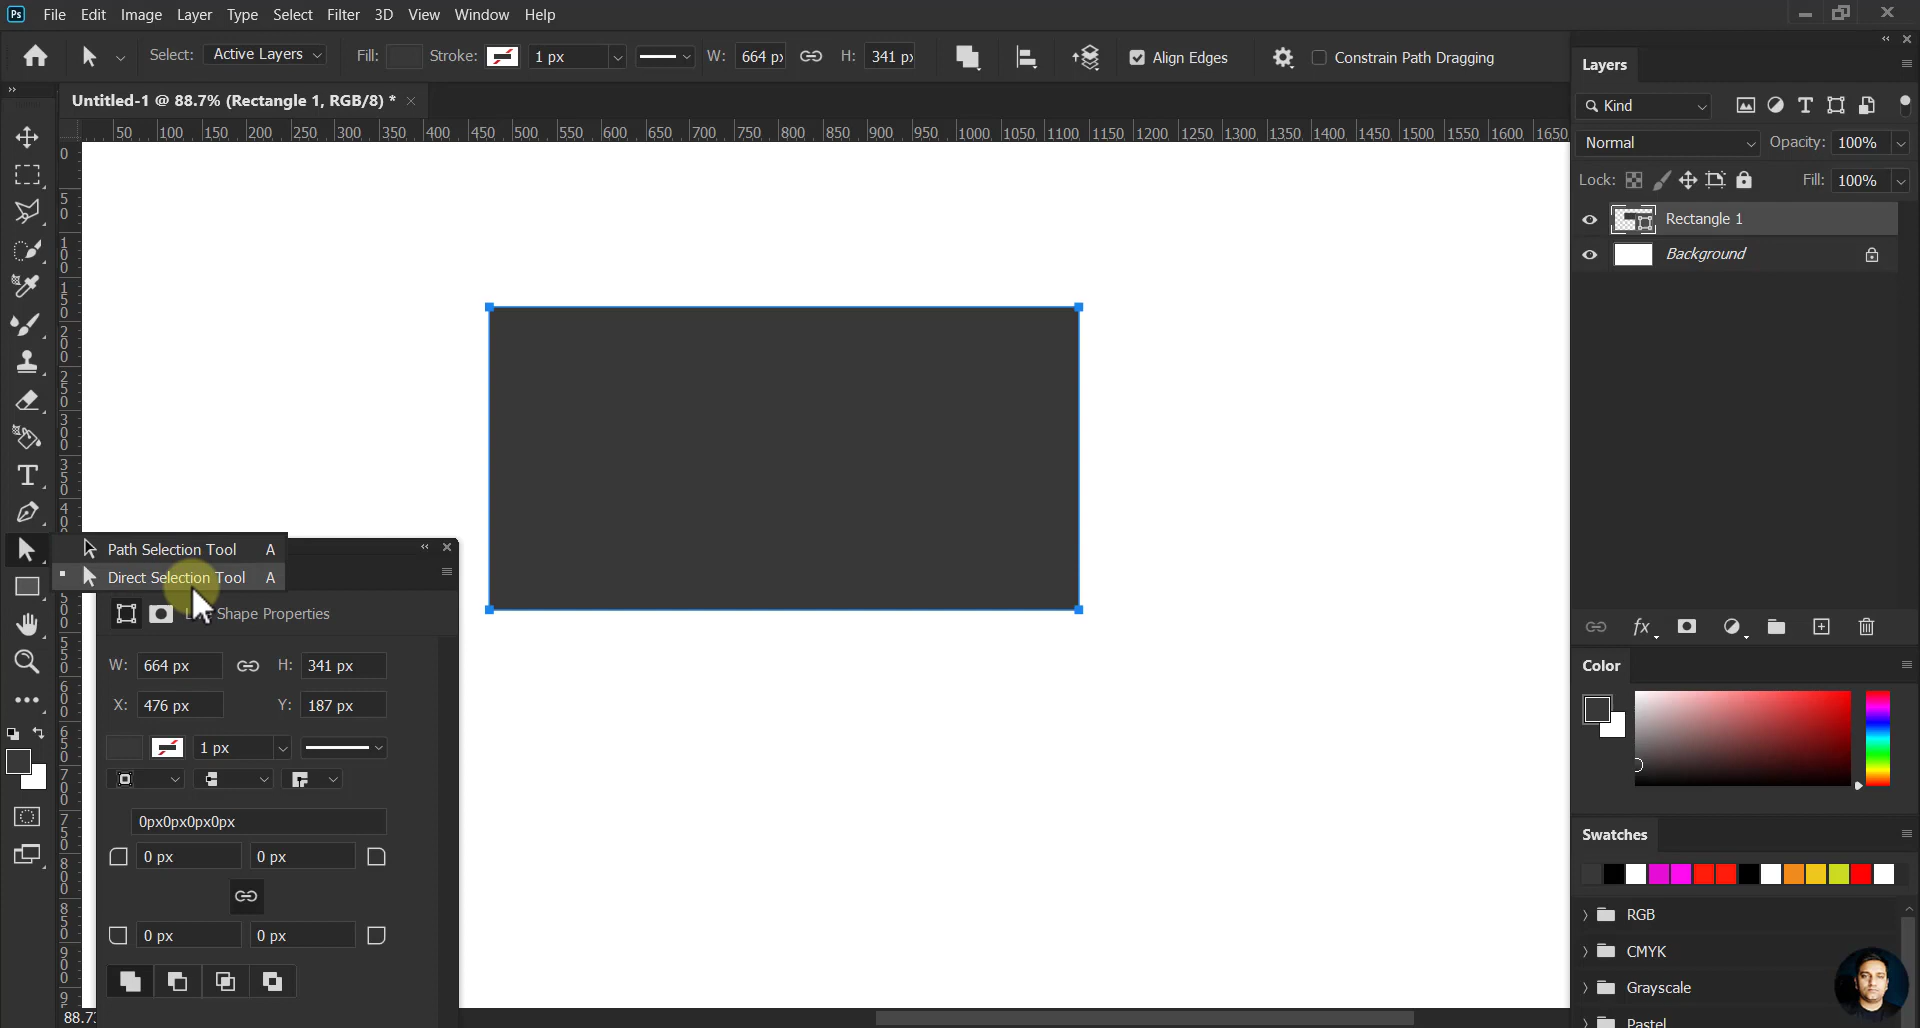 Ps File Edit Image Layer Type Select Filter 3D View Window Help
Select: Active Layers Fill: Stroke: 1 px W: 664 px H: 341 px Align Edges Constrain Path Dragging
Untitled-1 @ 88.7% (Rectangle 1, RGB/8) *
50 100 150 200 250 300 350 400 450 500 550 600 650 700 750 800 850 900 950 1000 1050 1100 1150 1200 1250 1300 1350 1400 1450 1500 1550 1600 1650
Layers
Kind
Normal Opacity: 100%
Lock: Fill: 100%
Rectangle 1
Background
Path Selection Tool A
Direct Selection Tool A
Shape Properties
W: 664 px H: 341 px
X: 476 px Y: 187 px
1 px
0px0px0px0px
0 px 0 px
0 px 0 px
88.7
fx
Color
Swatches
RGB
CMYK
Grayscale
Pastel